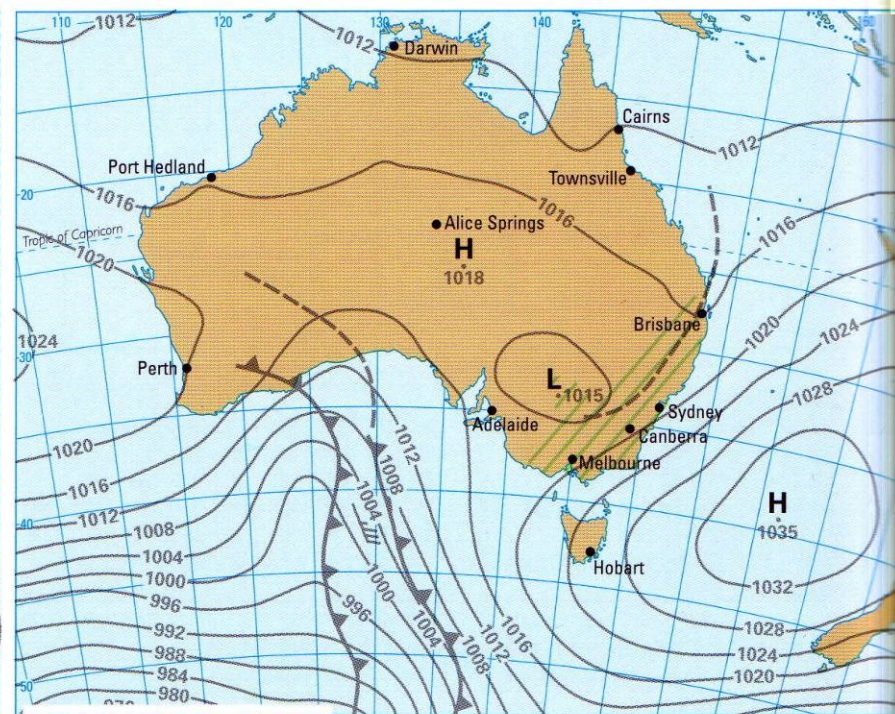 110
120
130
140
150
1012
1012
Darwin
Cairns
1012
Port Hedland
Townsville
20
1016
1016
1016
Alice Springs
Tropic of Capricorn
H
1018
1020
Brisbane
1020
1024
1024
30
Perth
L
1015
1028
Adelaide
Sydney
Canberra
1020
1012
Melbourne
1016
1008
H
1035
1012
1004
40
1008
Hobart
1004
1000
1000
1032
996
996
1016
1028
992
1004
1012
988
1008
1024
984
1020
50
980